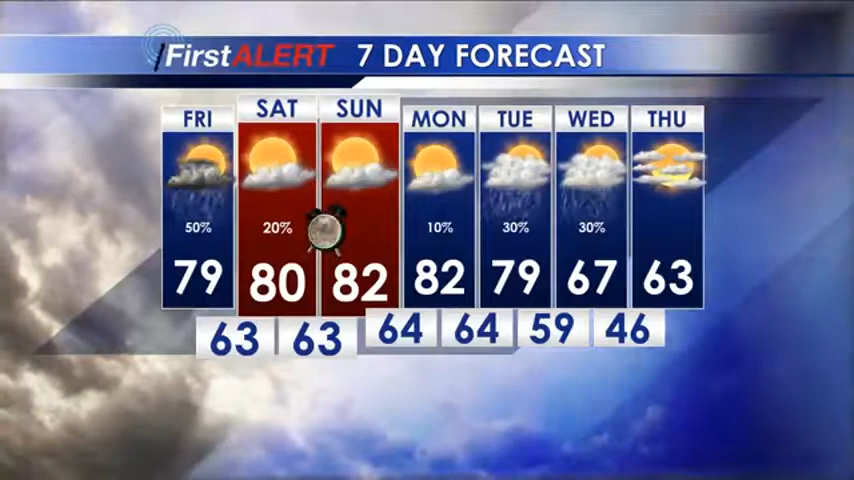 FirstALERT 7 DAY FORECAST
FRI SAT SUN MON TUE WED THU
50% 20% 10% 30% 30%
79 80 82 82 79 67 63
63 63 64 64 59 46